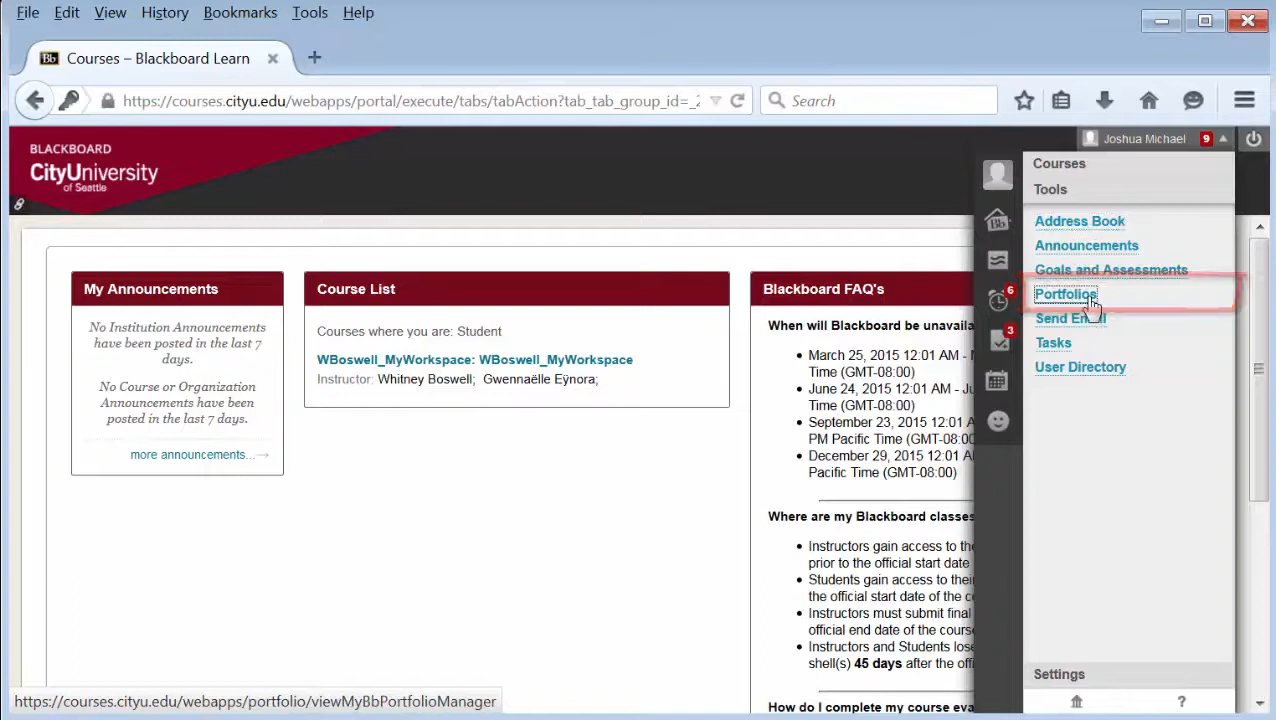 File Edit View History Bookmarks Tools Help
Bb Courses – Blackboard Learn
https://courses.cityu.edu/webapps/portal/execute/tabs/tabAction?tab_tab_group_id=_2
Search
BLACKBOARD
CityUniversity
of Seattle
Joshua Michael 9
Courses
Tools
Address Book
Announcements
Goals and Assessments
Portfolios
Send Email
Tasks
User Directory
Bb
6
3
My Announcements
No Institution Announcements
have been posted in the last 7
days.
No Course or Organization
Announcements have been
posted in the last 7 days.
more announcements...→
Course List
Courses where you are: Student
WBoswell_MyWorkspace: WBoswell_MyWorkspace
Instructor: Whitney Boswell; Gwennaëlle Eÿnora;
Blackboard FAQ's
When will Blackboard be unavaila
• March 25, 2015 12:01 AM -
Time (GMT-08:00)
• June 24, 2015 12:01 AM - Ju
Time (GMT-08:00)
• September 23, 2015 12:01 A
PM Pacific Time (GMT-08:00
• December 29, 2015 12:01 A
Pacific Time (GMT-08:00)
Where are my Blackboard classes
• Instructors gain access to the
prior to the official start date
• Students gain access to their
the official start date of the c
• Instructors must submit final
official end date of the course
• Instructors and Students lose
shell(s) 45 days after the offi
How do I complete my course eva
Settings
?
https://courses.cityu.edu/webapps/portfolio/viewMyBbPortfolioManager